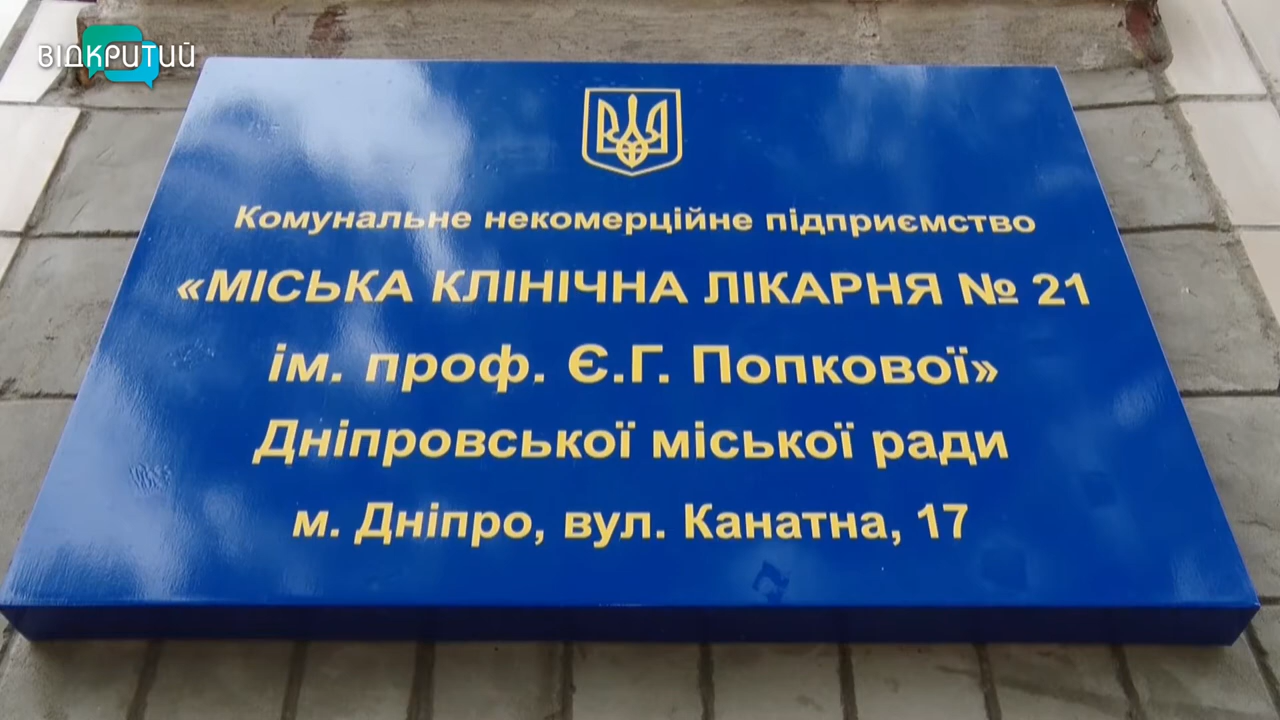 ВІДКРИТИЙ
Комунальне некомерційне підприємство
«МІСЬКА КЛІНІЧНА ЛІКАРНЯ № 21
ім. проф. Є.Г. Попкової»
Дніпровської міської ради
м. Дніпро, вул. Канатна, 17